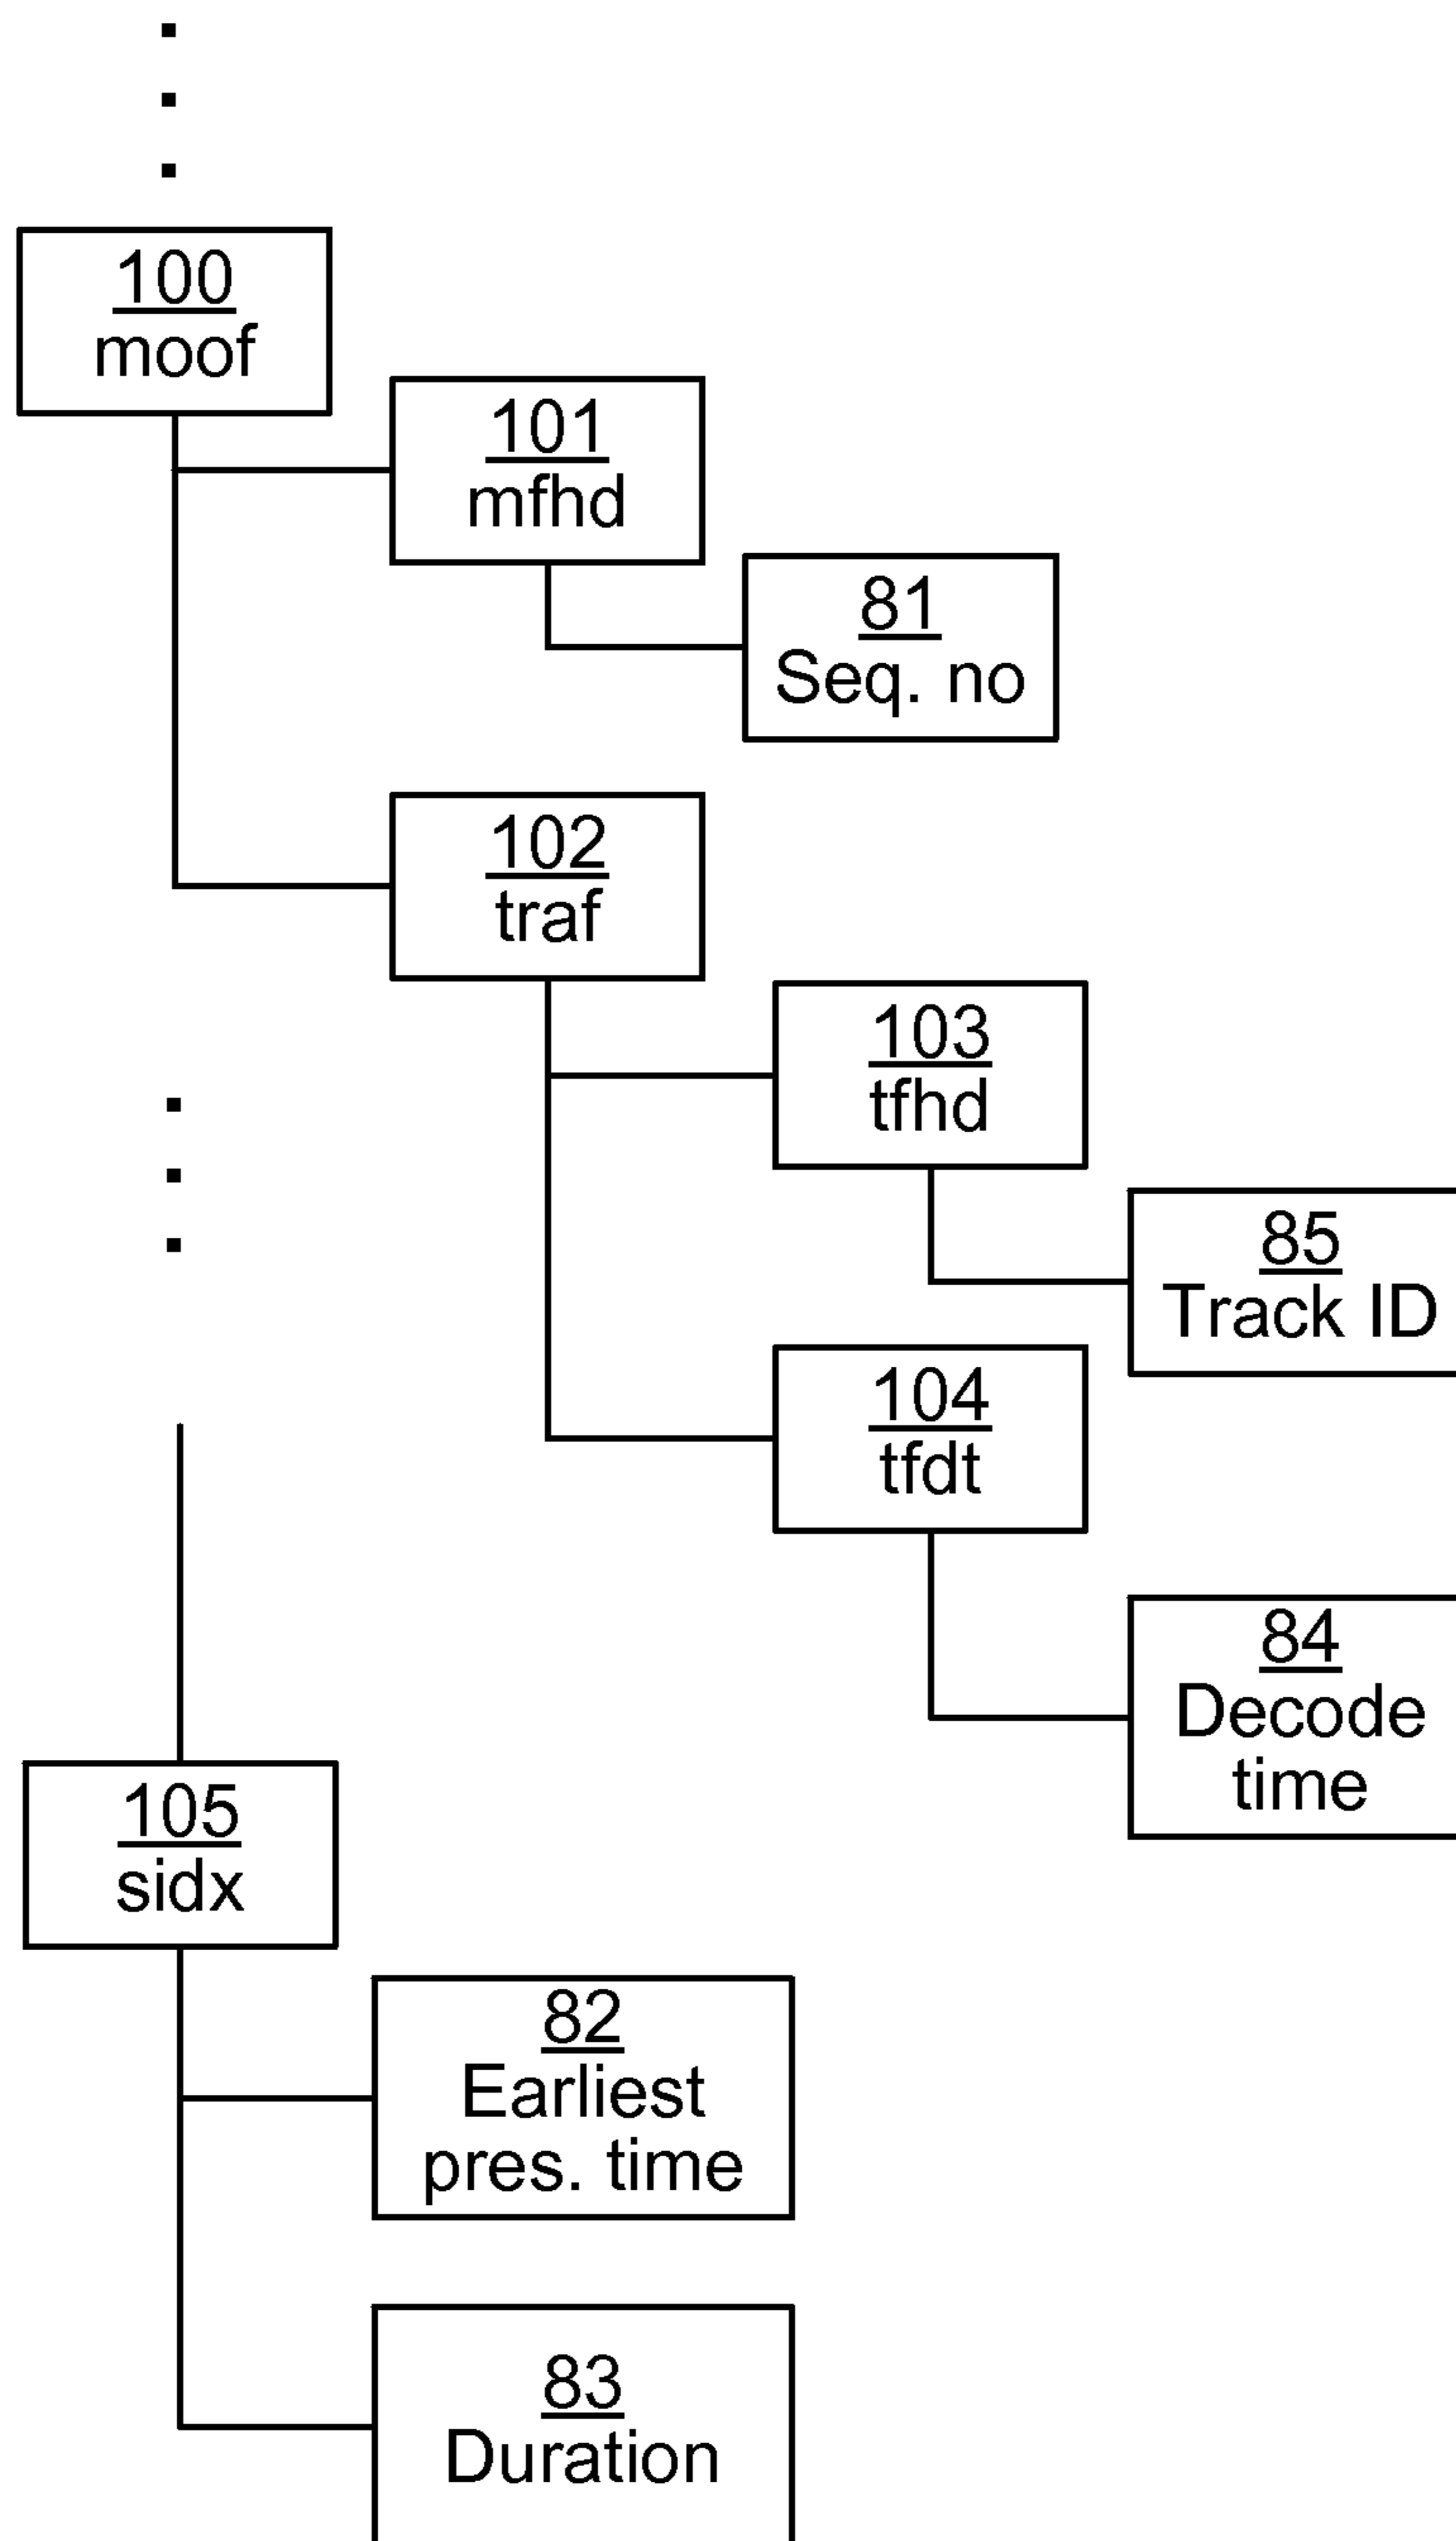 100
moof
101
mfhd
81
Seq. no
102
traf
103
tfhd
85
Track ID
104
tfdt
84
Decode
time
105
sidx
82
Earliest
pres. time
83
Duration